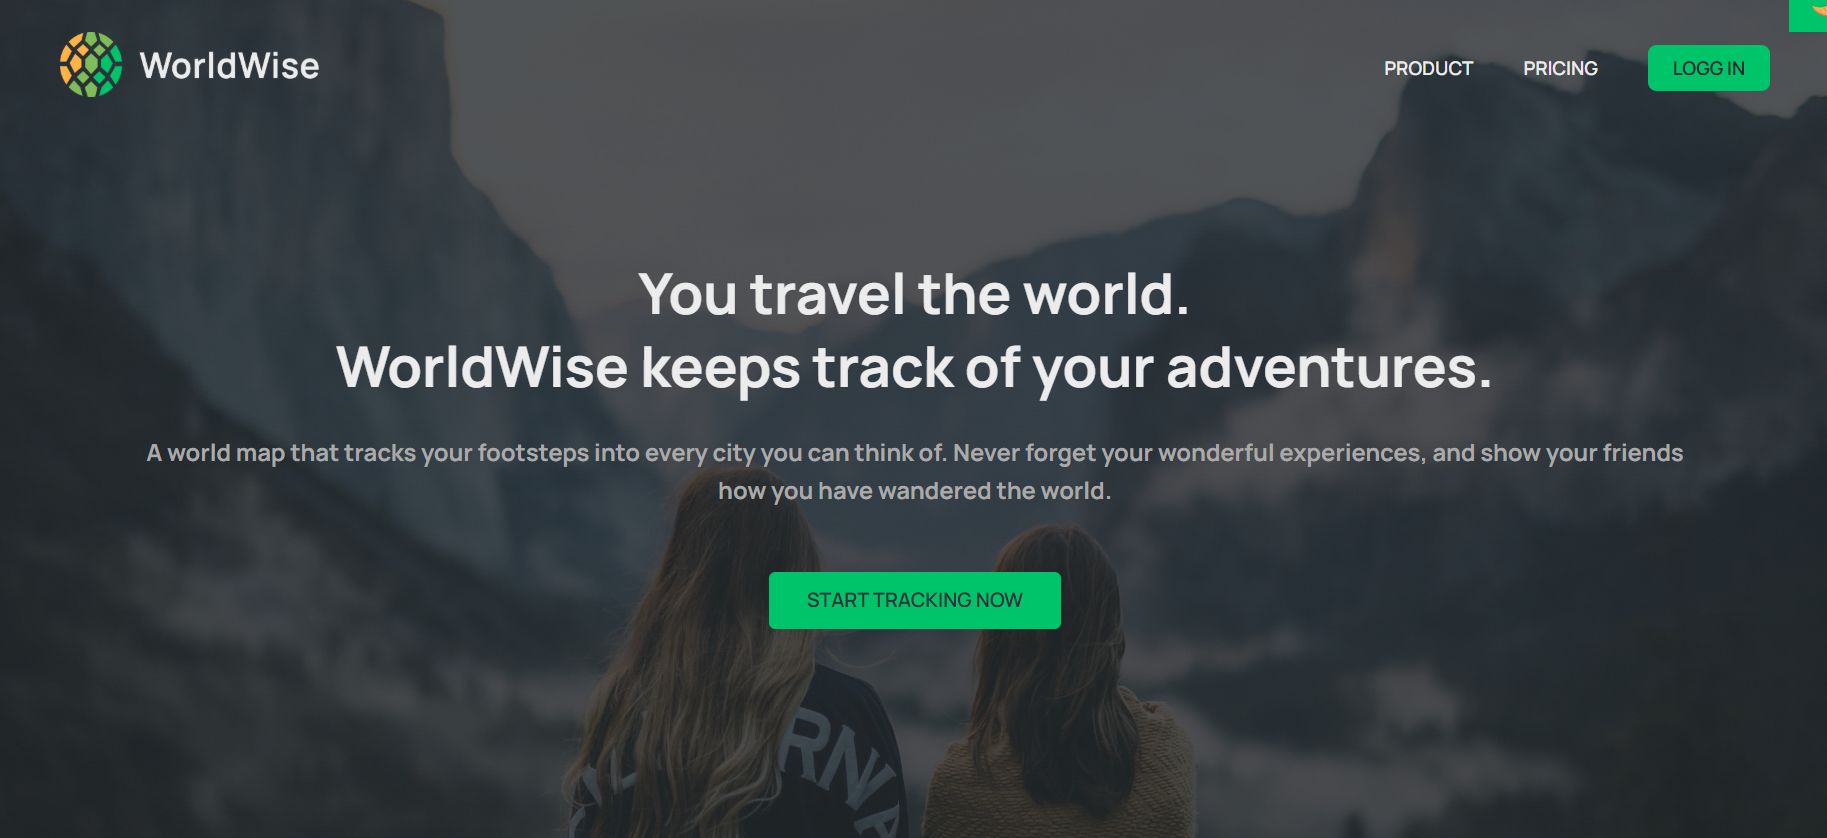 WorldWise
PRODUCT
PRICING
LOGG IN
You travel the world.
WorldWise keeps track of your adventures.
A world map that tracks your footsteps into every city you can think of. Never forget your wonderful experiences, and show your friends
how you have wandered the world.
START TRACKING NOW
RNA